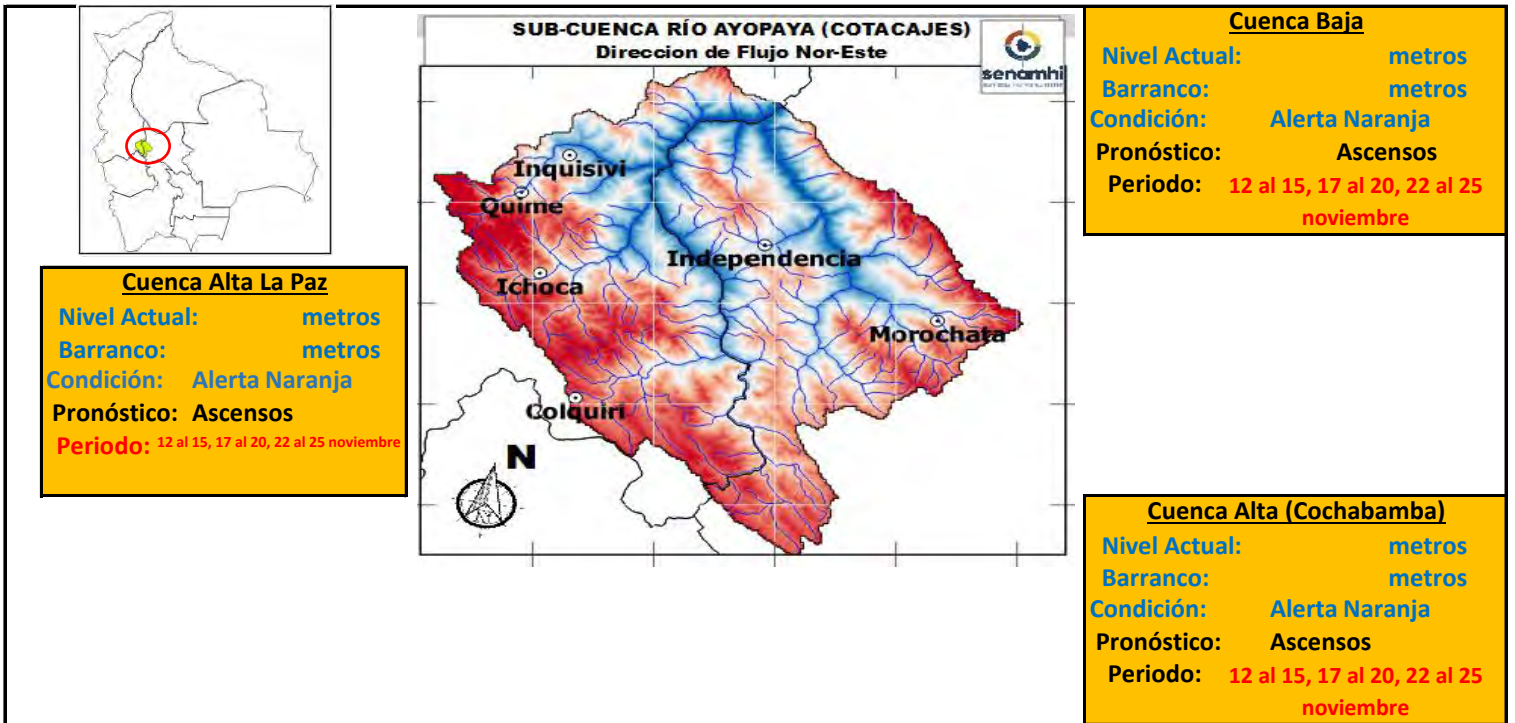 SUB-CUENCA RÍO AYOPAYA (COTACAJES)
Direccion de Flujo Nor-Este
senamhi
Inquisivi
Quime
Independencia
Ichoca
Morochata
Colquiri
N
Cuenca Alta La Paz
Nivel Actual: metros
Barranco: metros
Condición: Alerta Naranja
Pronóstico: Ascensos
Periodo: 12 al 15, 17 al 20, 22 al 25 noviembre
Cuenca Baja
Nivel Actual: metros
Barranco: metros
Condición: Alerta Naranja
Pronóstico: Ascensos
Periodo: 12 al 15, 17 al 20, 22 al 25
noviembre
Cuenca Alta (Cochabamba)
Nivel Actual: metros
Barranco: metros
Condición: Alerta Naranja
Pronóstico: Ascensos
Periodo: 12 al 15, 17 al 20, 22 al 25
noviembre